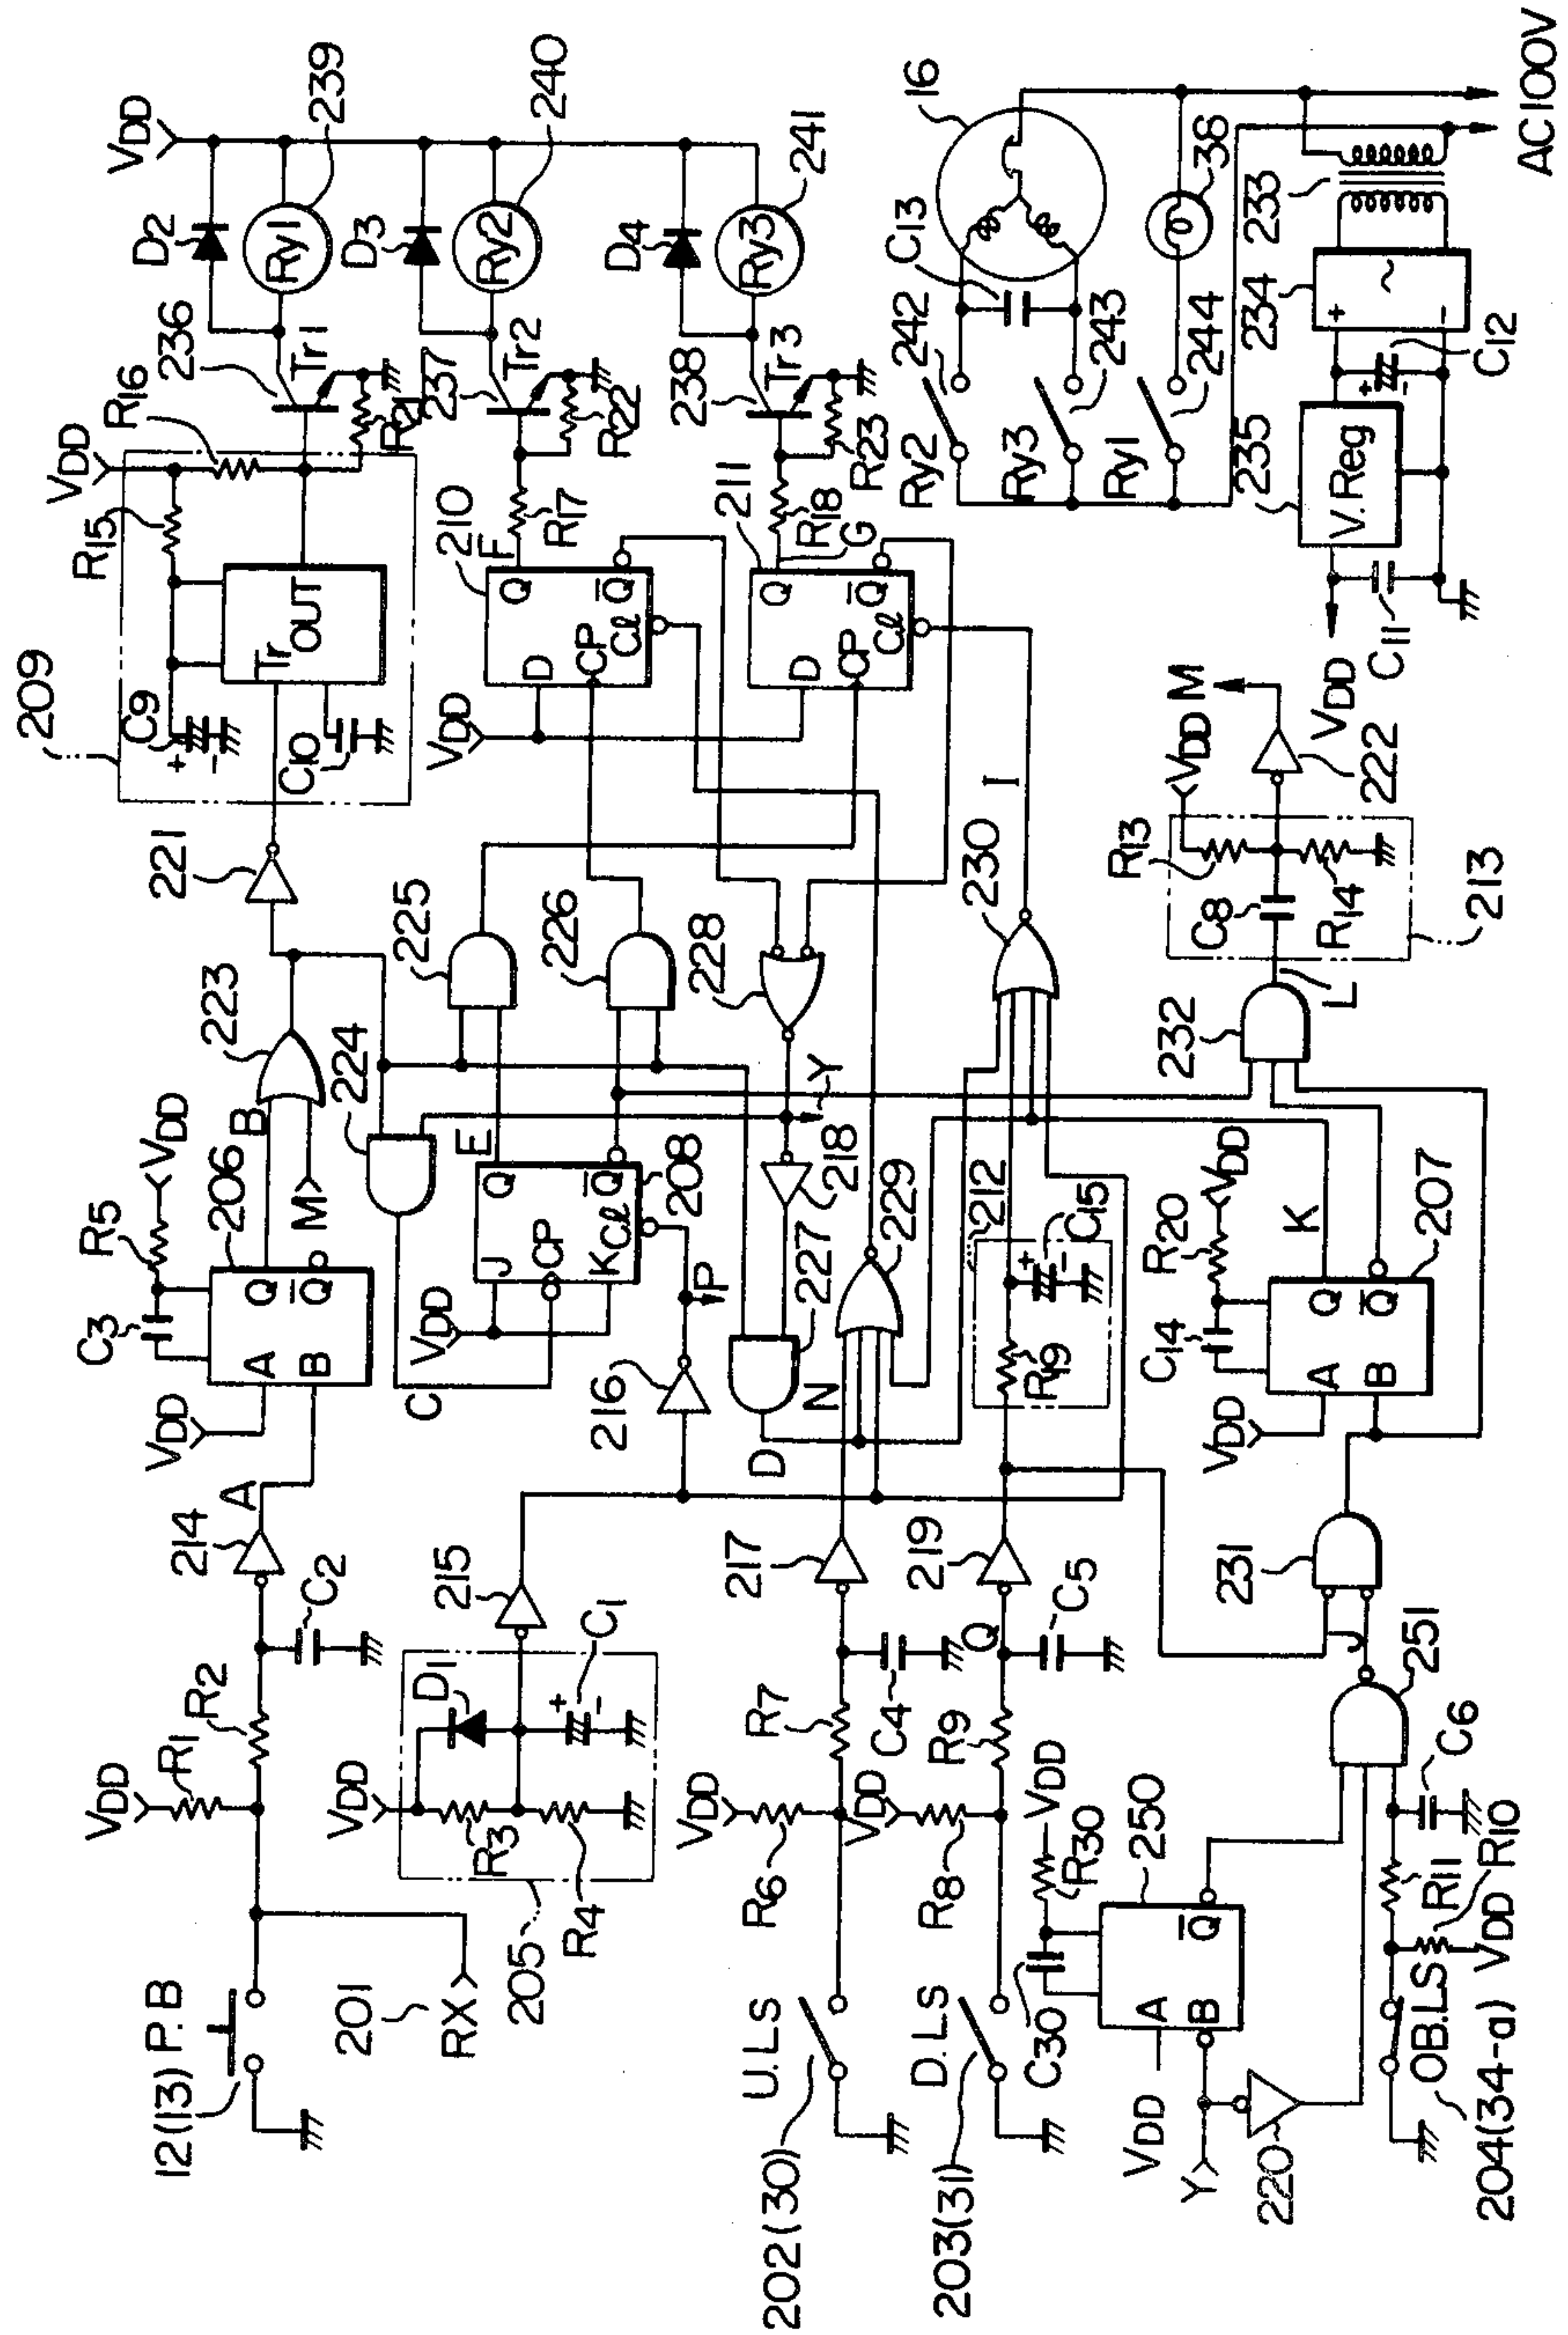 VDD
D2
Ry1
239
D3
Ry2
240
D4
Ry3
241
236
Tr1
R21
237
Tr2
R22
238
Tr3
R23
R16
VDD
R15
209
C9
+
-
C10
Tr
OUT
221
210
F
R17
Q
Q
D
CP
Cl
VDD
211
R18
G
Q
Q
D
CP
Cl
16
C13
242
Ry2
243
Ry3
244
Ry1
38
AC100V
233
234
+
~
-
C12
+
-
235
V.Reg
C11
VDD
M
VDD
222
R13
C8
R14
213
L
232
I
230
225
226
228
223
224
B
M
VDD
R5
C3
206
A
B
Q
Q
VDD
E
Y
218
208
J
CP
K
Cl
Q
Q
VDD
C
P
216
227
229
N
D
212
C15
+
-
R19
R20
VDD
C14
K
207
A
B
Q
Q
VDD
214
A
C2
R2
R1
VDD
215
C1
+
-
D1
VDD
R3
R4
205
12(13) P.B
201
RX
217
C4
R7
VDD
R6
U.LS
202(30)
219
Q
C5
R9
VDD
R8
D.LS
203(31)
231
J
251
C6
R11
R10
VDD
OB.LS
204(34-a)
VDD
R30
C30
250
A
B
Q
VDD
Y
220